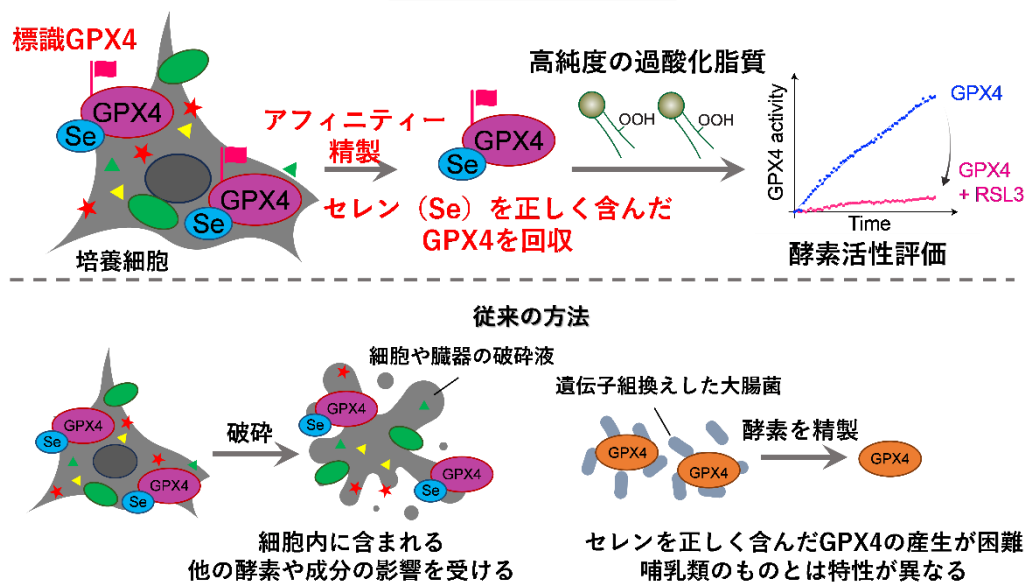 標識GPX4
GPX4
Se
GPX4
Se
培養細胞
アフィニティー
精製
GPX4
Se
セレン（Se）を正しく含んだ
GPX4を回収
高純度の過酸化脂質
OOH
OOH
GPX4 activity
Time
GPX4
GPX4
+ RSL3
酵素活性評価
従来の方法
GPX4
Se
GPX4
Se
破砕
細胞や臓器の破砕液
GPX4
Se
GPX4
Se
細胞内に含まれる
他の酵素や成分の影響を受ける
遺伝子組換えした大腸菌
GPX4
GPX4
酵素を精製
GPX4
セレンを正しく含んだGPX4の産生が困難
哺乳類のものとは特性が異なる